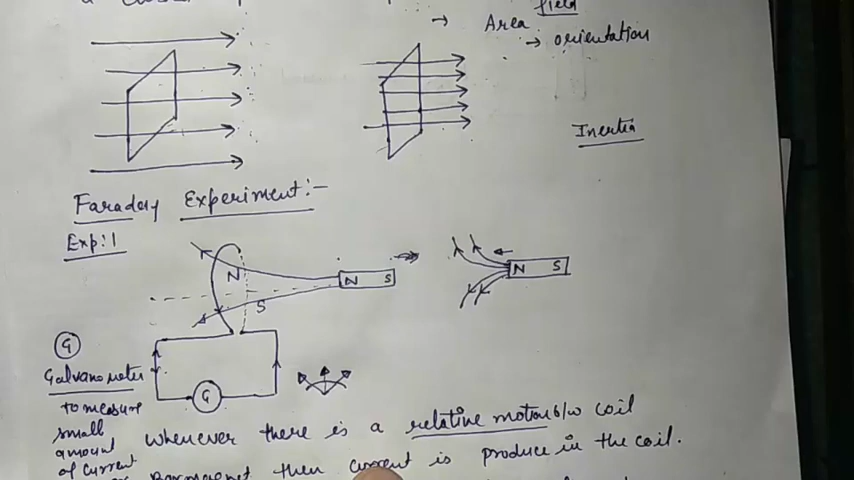 field
→ Area
→ orientation
Inertia
Faraday Experiment:-
Exp:1
N
S
N S
N S
G
G
Galvanometer
to measure
small
amount
of current
whenever there is a relative motion b/w coil
then current is produce in the coil.